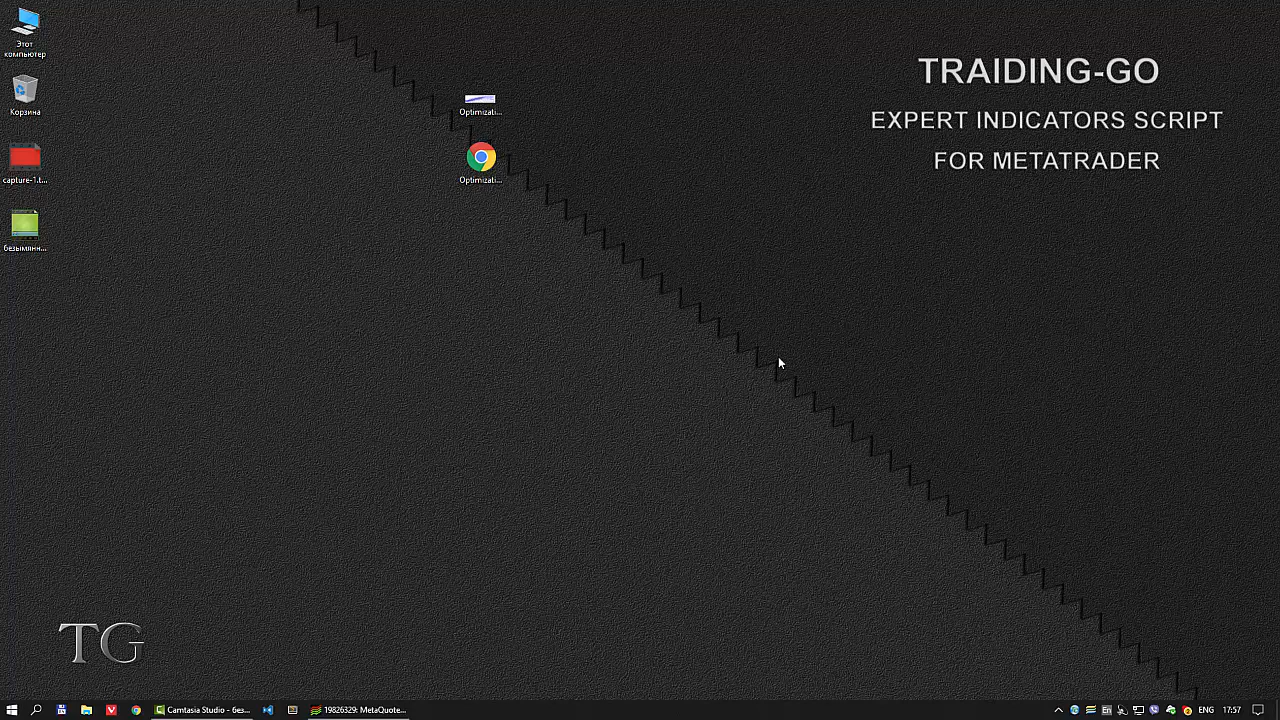 Этот
компьютер
Корзина
capture-1.t...
безымянн...
Optimizati...
Optimizati...
TRAIDING-GO
EXPERT INDICATORS SCRIPT
FOR METATRADER
TG
Camtasia Studio - без...
19826329: MetaQuote...
ENG
17:57